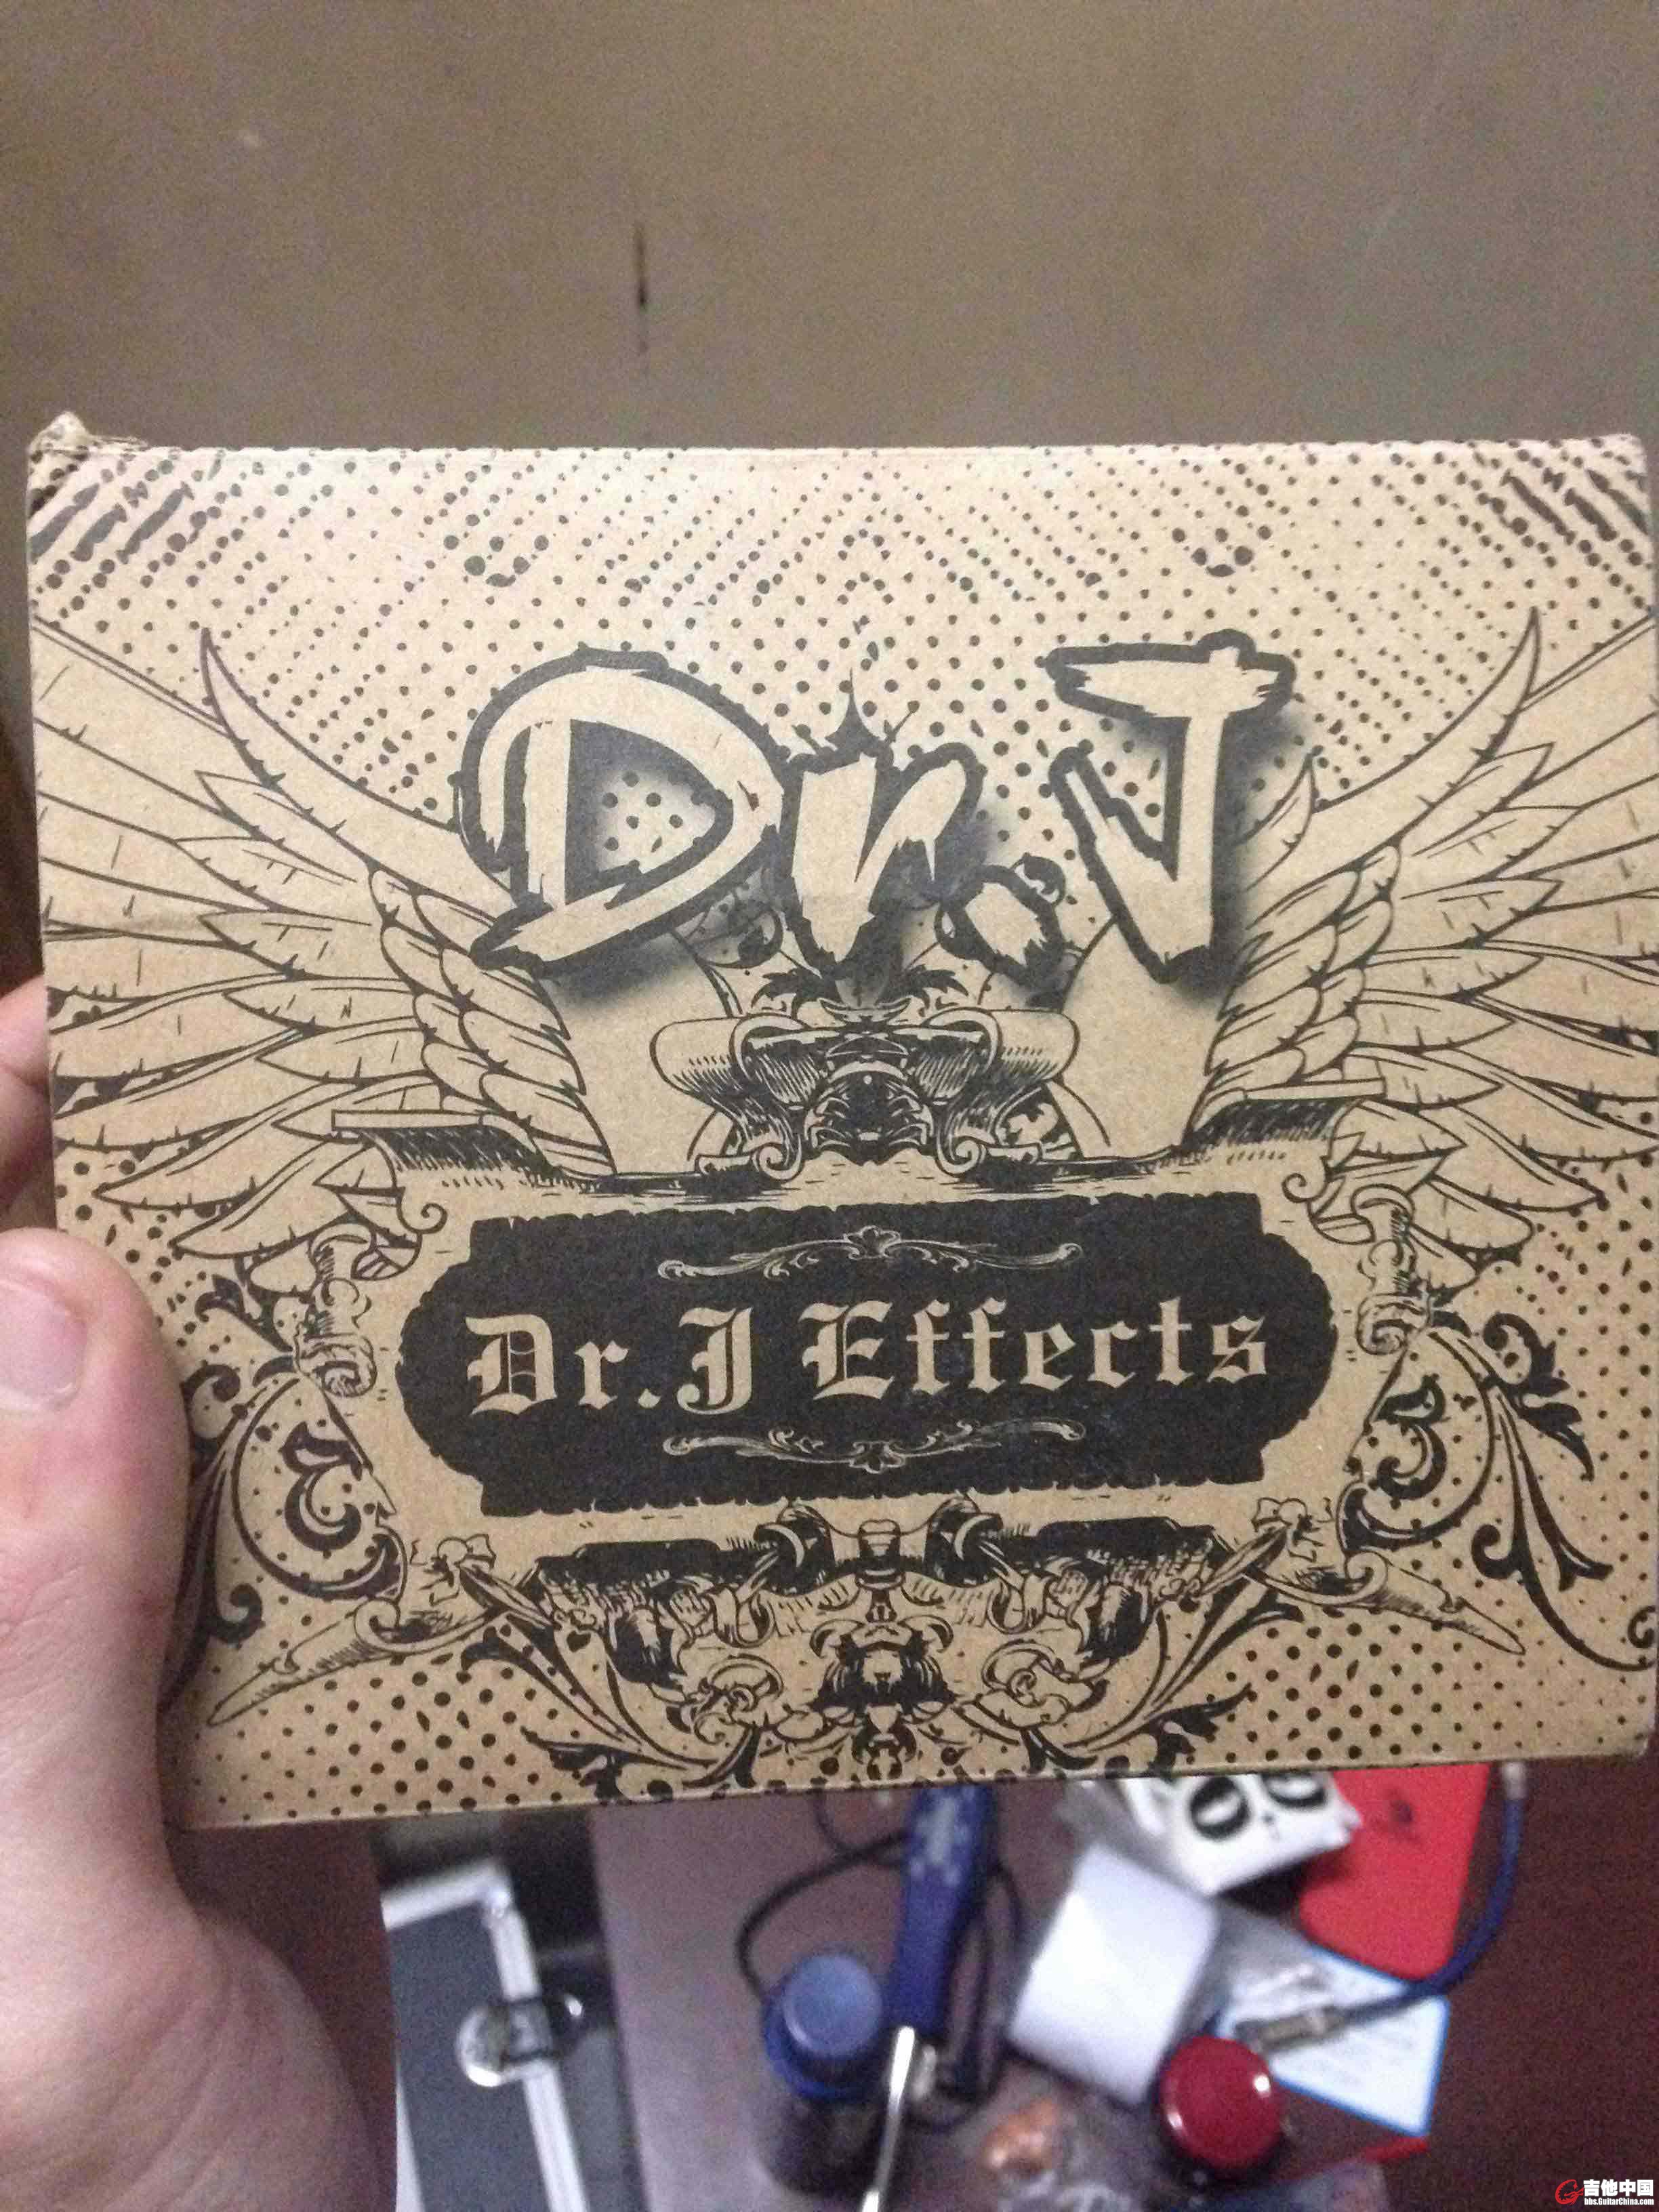 Dr.J
Dr.J Effects
吉他中国
bbs.GuitarChina.com